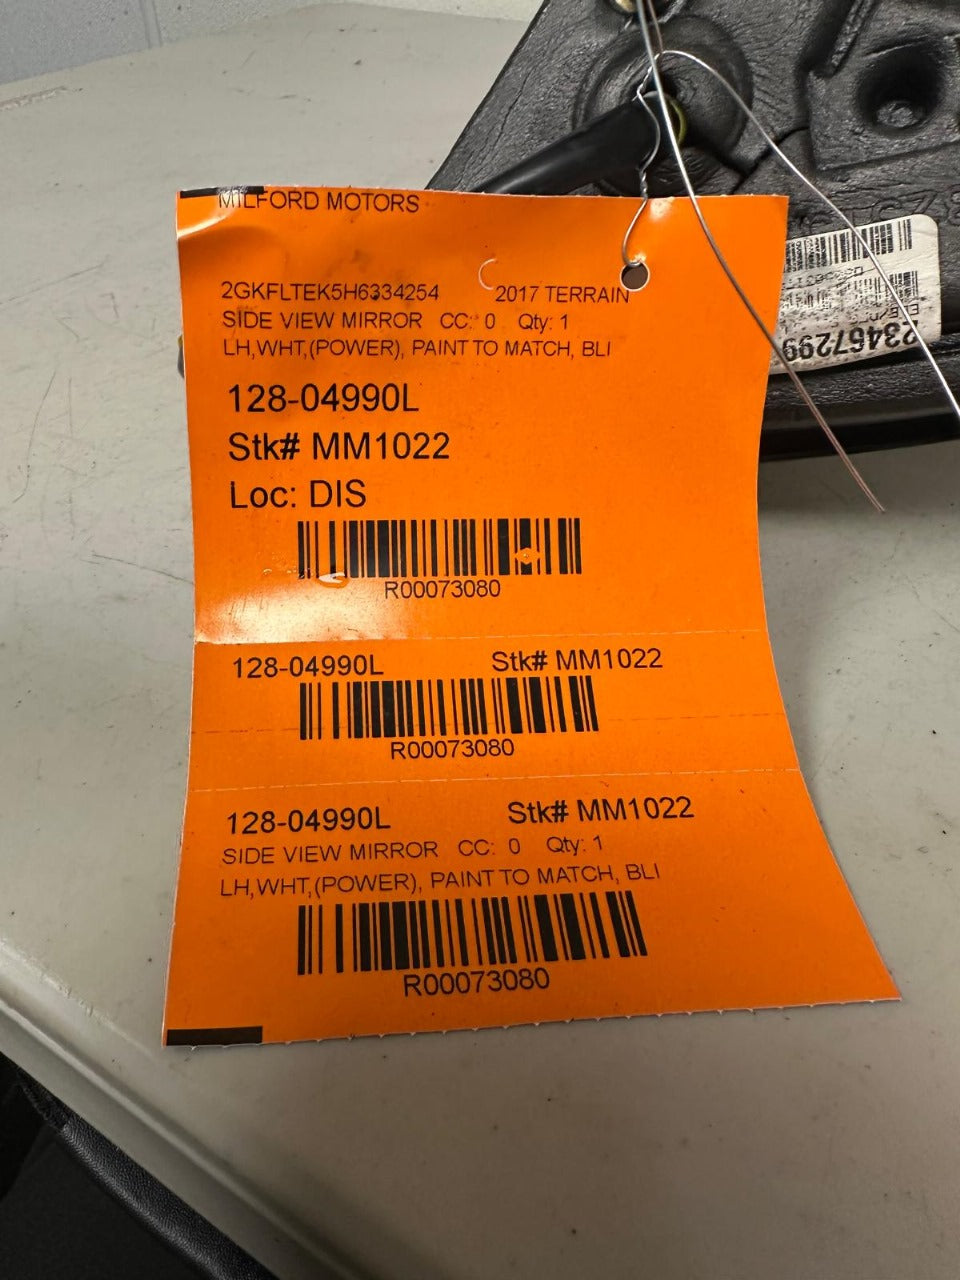 MILFORD MOTORS
2GKFLTEK5H6334254 2017 TERRAIN
SIDE VIEW MIRROR CC: 0 Qty: 1
LH,WHT,(POWER), PAINT TO MATCH, BLI
128-04990L
Stk# MM1022
Loc: DIS
R00073080
128-04990L Stk# MM1022
R00073080
128-04990L Stk# MM1022
SIDE VIEW MIRROR CC: 0 Qty: 1
LH,WHT,(POWER), PAINT TO MATCH, BLI
R00073080
23467299